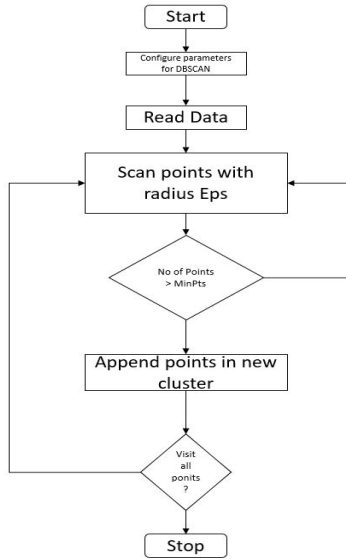 Start
Configure parameters
for DBSCAN
Read Data
Scan points with
radius Eps
No of Points
> MinPts
Append points in new
cluster
Visit
all
ponits
?
Stop